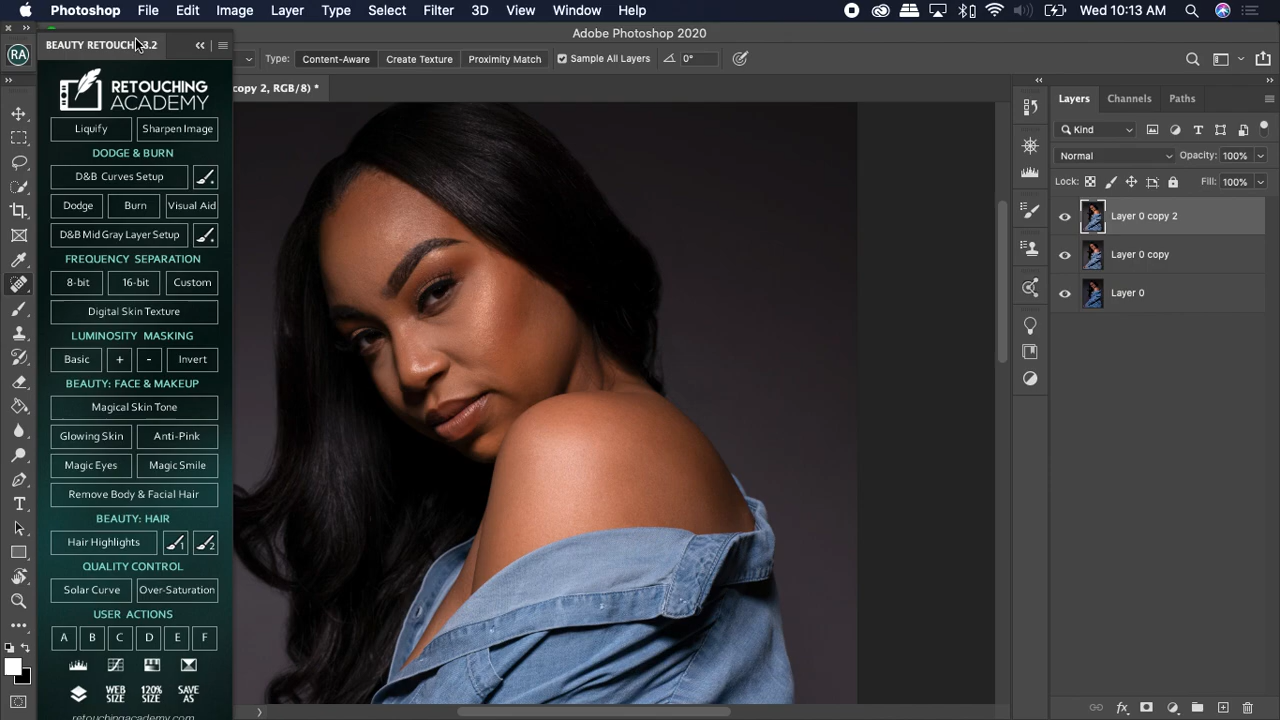 Photoshop File Edit Image Layer Type Select Filter 3D View Window Help Wed 10:13 AM
Adobe Photoshop 2020
BEAUTY RETOUCH 3.2
RA
Type: Content-Aware Create Texture Proximity Match Sample All Layers 0°
copy 2, RGB/8) *
RETOUCHING
ACADEMY
Liquify Sharpen Image
DODGE & BURN
D&B Curves Setup
Dodge Burn Visual Aid
D&B Mid Gray Layer Setup
FREQUENCY SEPARATION
8-bit 16-bit Custom
Digital Skin Texture
LUMINOSITY MASKING
Basic + - Invert
BEAUTY: FACE & MAKEUP
Magical Skin Tone
Glowing Skin Anti-Pink
Magic Eyes Magic Smile
Remove Body & Facial Hair
BEAUTY: HAIR
Hair Highlights 1 2
QUALITY CONTROL
Solar Curve Over-Saturation
USER ACTIONS
A B C D E F
WEB SIZE 120% SIZE SAVE AS
retouchingacademy.com
Layers Channels Paths
Kind
Normal Opacity: 100%
Lock: Fill: 100%
Layer 0 copy 2
Layer 0 copy
Layer 0
fx